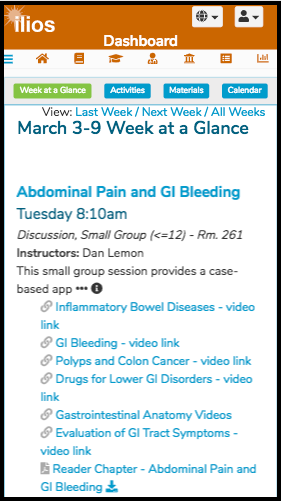 ilios
Dashboard
Week at a Glance
Activities
Materials
Calendar
View: Last Week / Next Week / All Weeks
March 3-9 Week at a Glance
Abdominal Pain and GI Bleeding
Tuesday 8:10am
Discussion, Small Group (<=12) - Rm. 261
Instructors: Dan Lemon
This small group session provides a case-
based app •••
Inflammatory Bowel Diseases - video
link
GI Bleeding - video link
Polyps and Colon Cancer - video link
Drugs for Lower GI Disorders - video
link
Gastrointestinal Anatomy Videos
Evaluation of GI Tract Symptoms -
video link
Reader Chapter - Abdominal Pain and
GI Bleeding